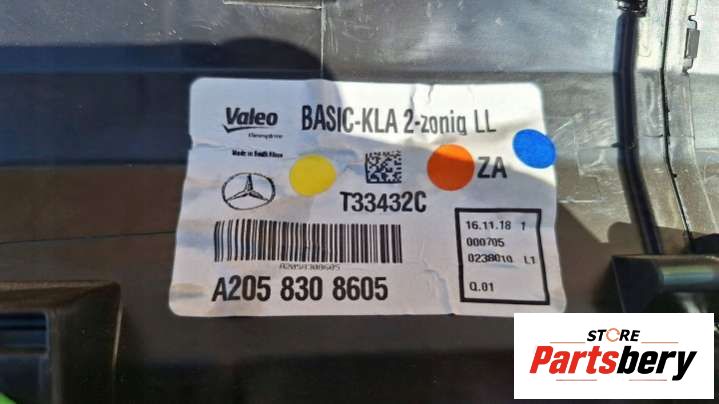 Valeo
BASIC-KLA 2-zonig LL
Made in South Africa
ZA
T33432C
A2058308605
A205 830 8605
16.11.18 1
000705
0238010 L1
Q.01
STORE
Partsbery